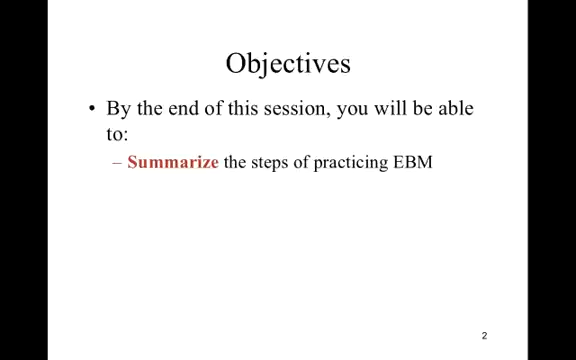 Objectives
• By the end of this session, you will be able
to:
– Summarize the steps of practicing EBM
2